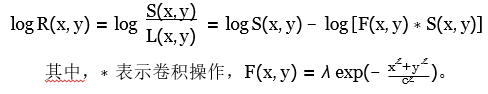 log R(x, y) = log S(x, y)/L(x, y) = log S(x, y) − log [F(x, y) * S(x, y)]
其中，* 表示卷积操作，F(x, y) = λ exp(− (x²+y²)/c²)。